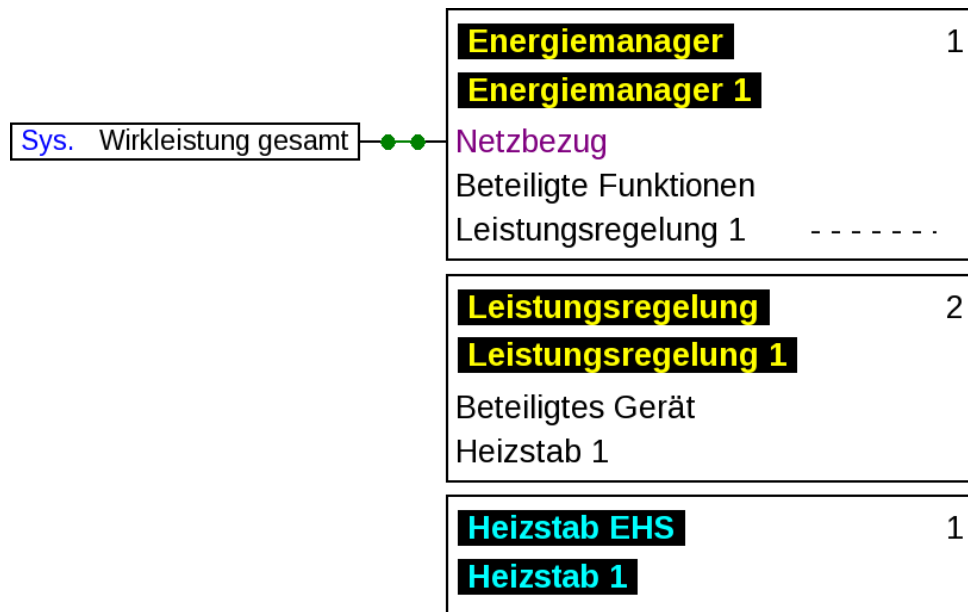 Energiemanager 1
Energiemanager 1
Sys. Wirkleistung gesamt
Netzbezug
Beteiligte Funktionen
Leistungsregelung 1 - - - - - - -
Leistungsregelung 2
Leistungsregelung 1
Beteiligtes Gerät
Heizstab 1
Heizstab EHS 1
Heizstab 1